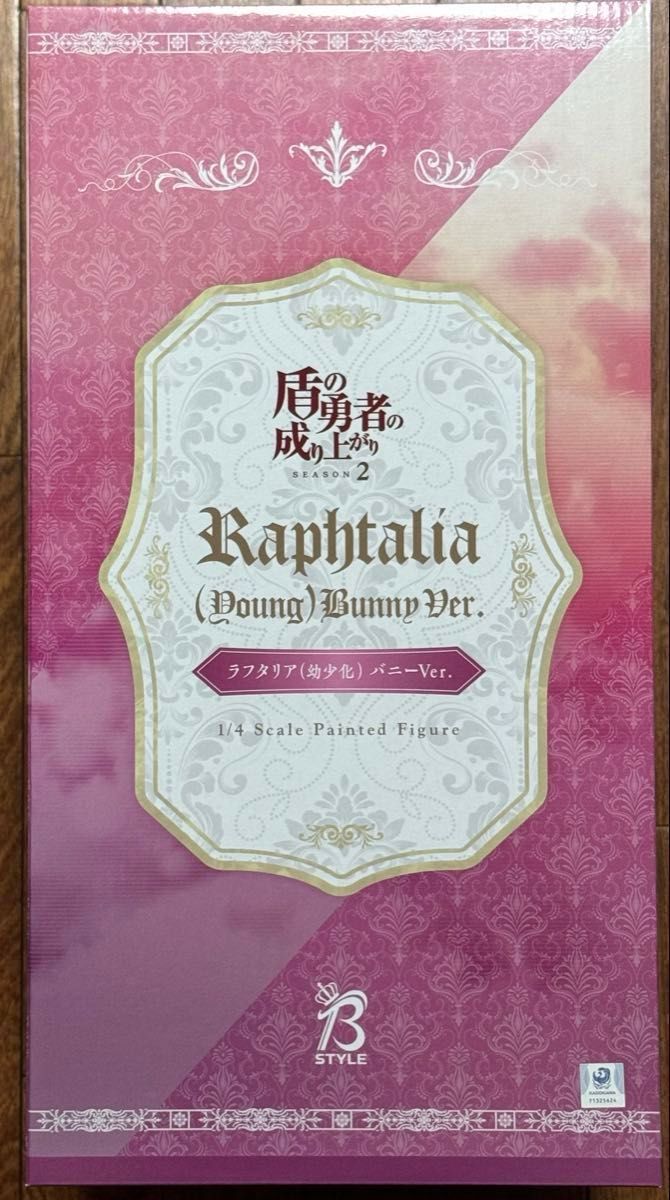 盾の勇者の
成り上がり
SEASON 2
Raphtalia
(Young) Bunny Ver.
ラフタリア(幼少化) バニーVer.
1/4 Scale Painted Figure
B
STYLE
KADOKAWA
71325624